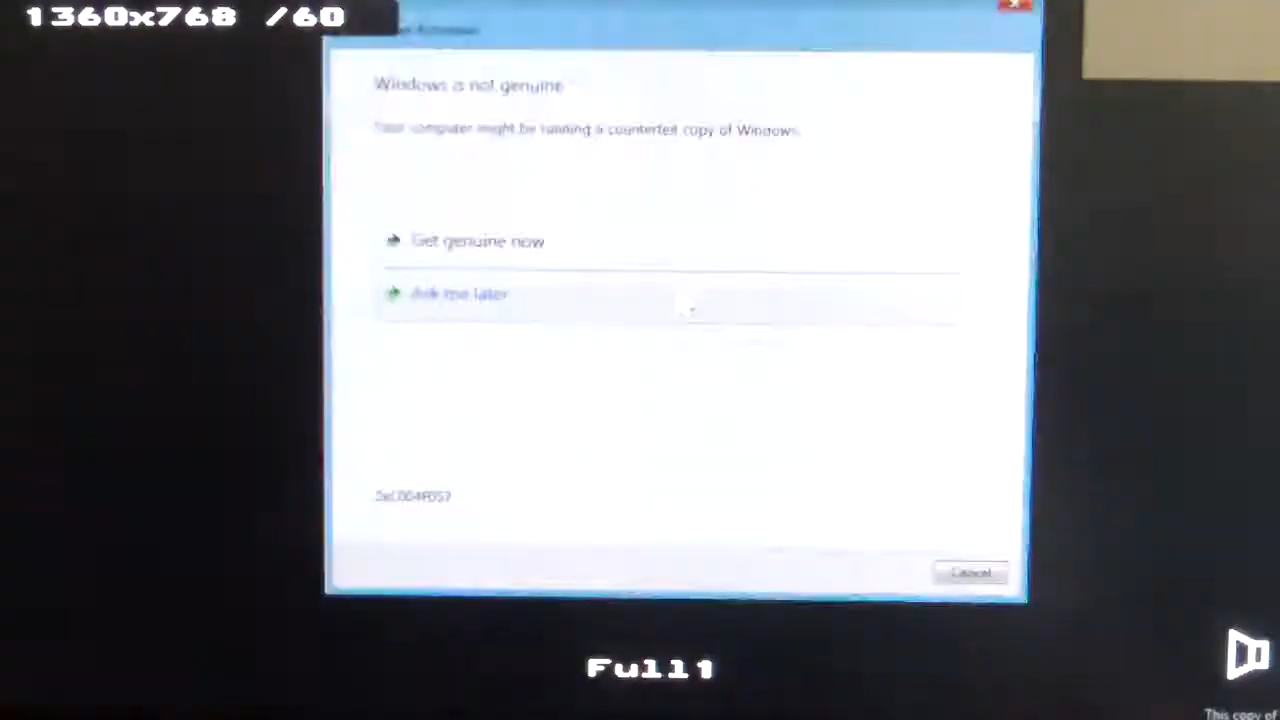 1360x768 /60
Windows is not genuine
Your computer might be running a counterfeit copy of Windows.
Get genuine now
Ask me later
Cancel
Full1
This copy of